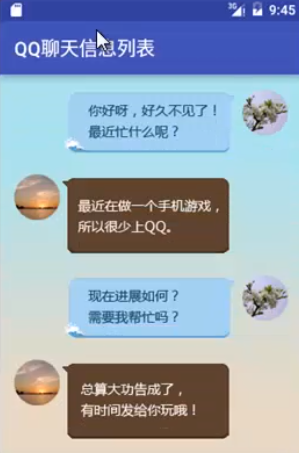 3G 9:45
QQ聊天信息列表
你好呀，好久不见了！
最近忙什么呢？
最近在做一个手机游戏，
所以很少上QQ。
现在进展如何？
需要我帮忙吗？
总算大功告成了，
有时间发给你玩哦！